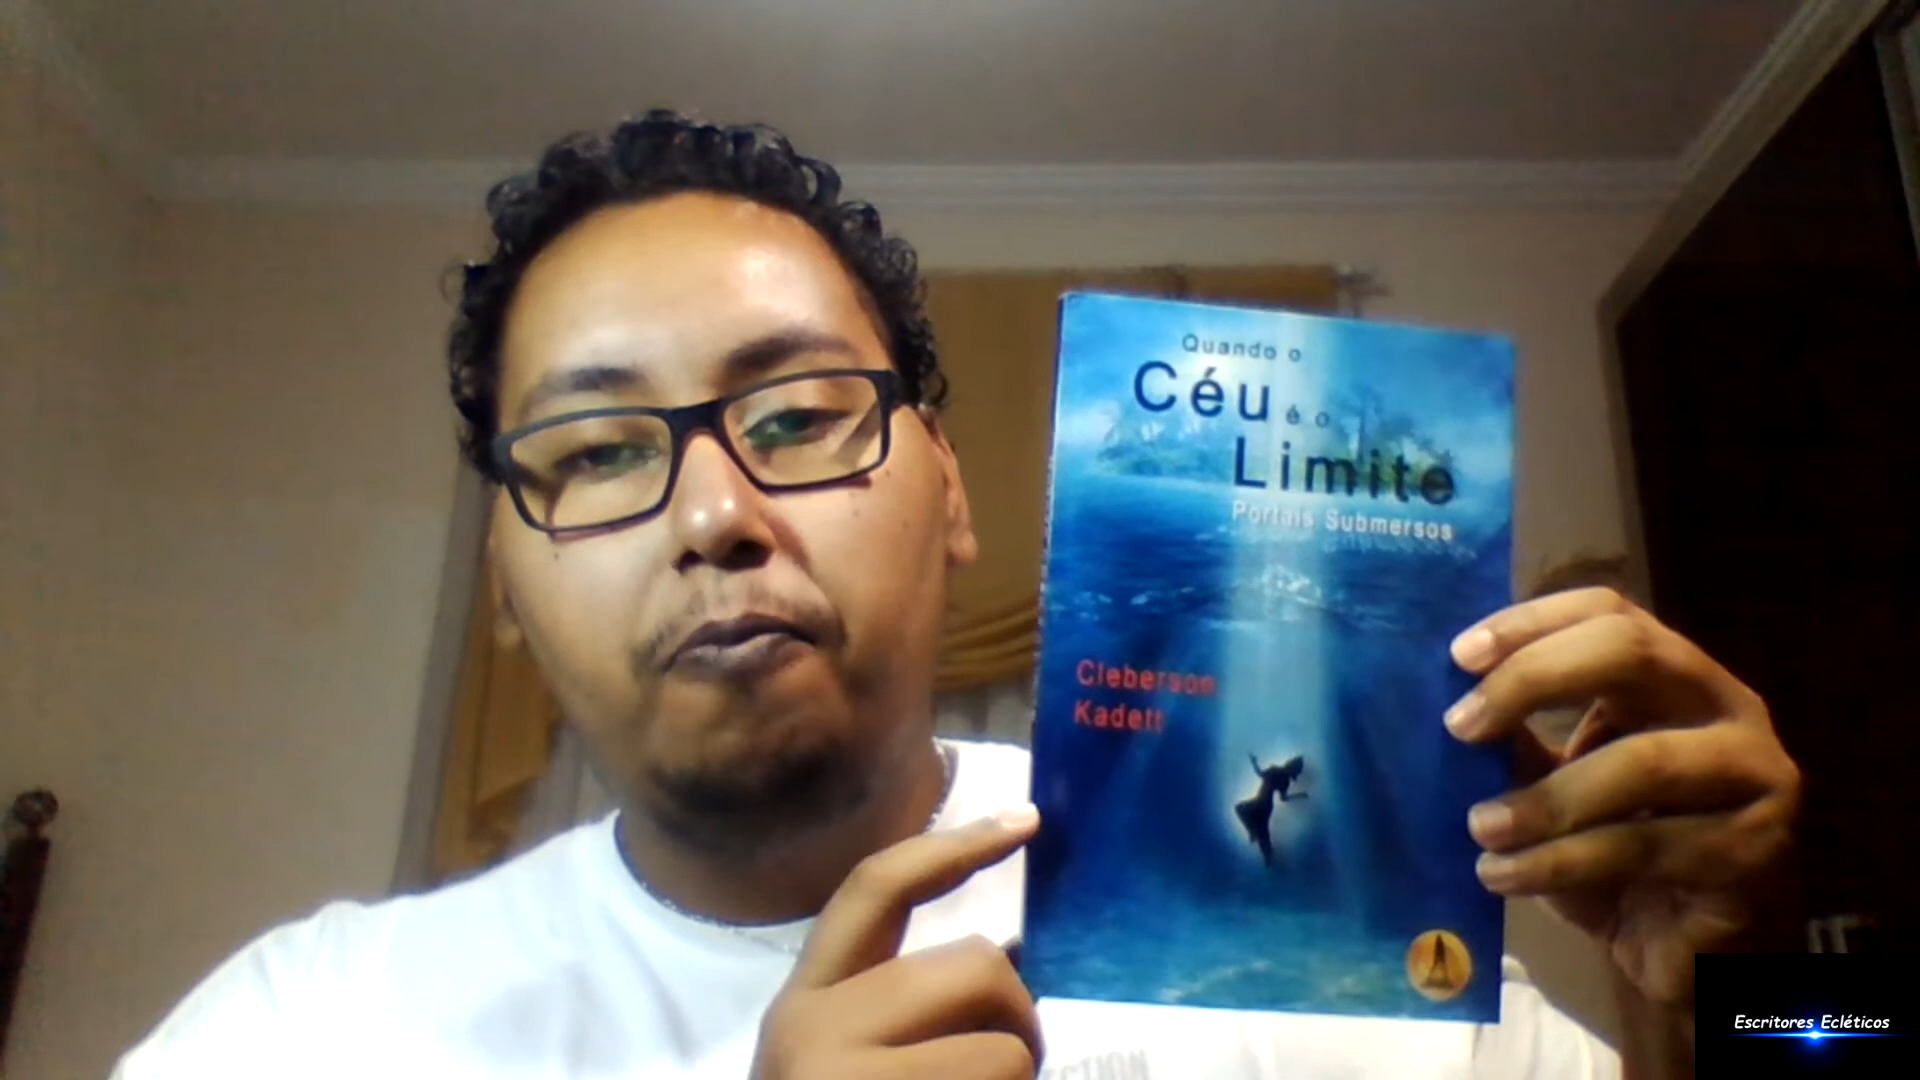 Quando o
Céu é o
Limite
Portais Submersos
Cleberson
Kadett
Escritores Ecléticos